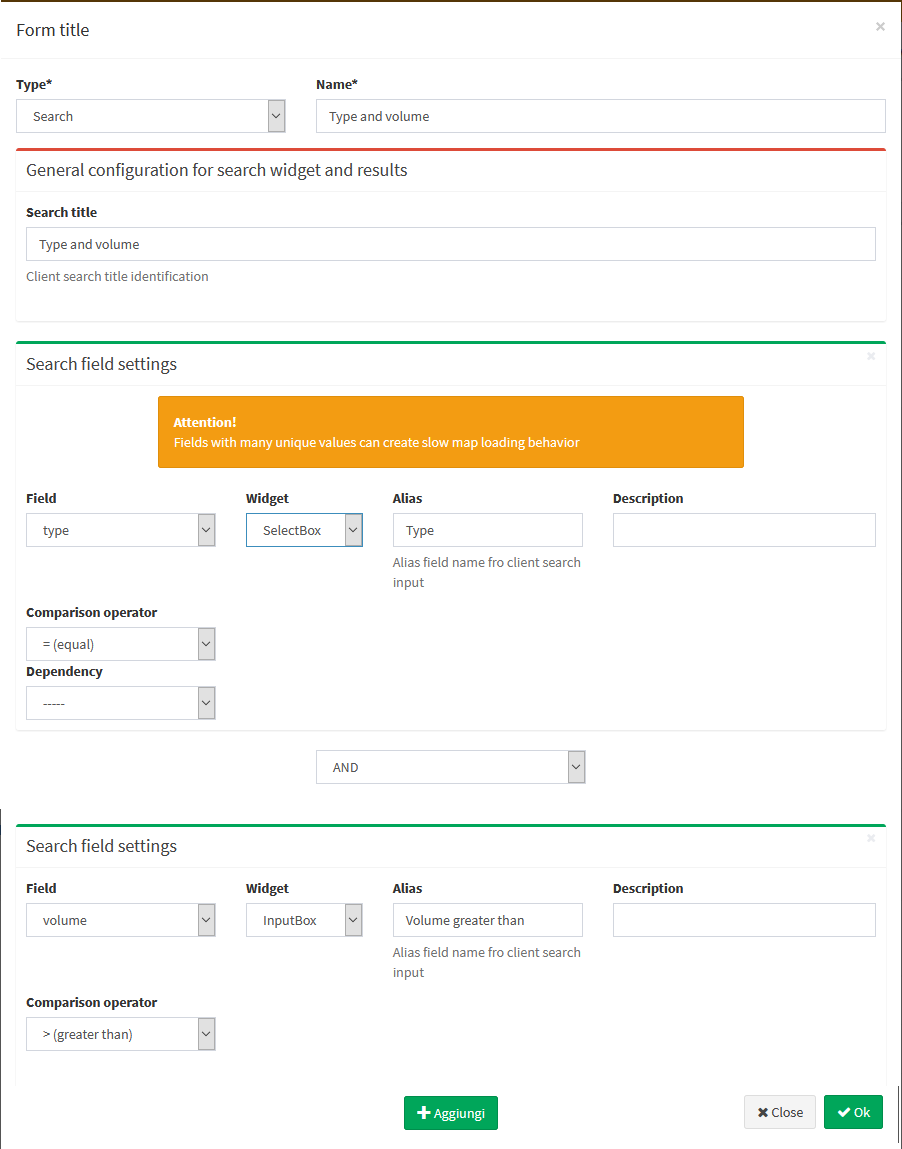 Form title
Type*
Name*
Search
Type and volume
General configuration for search widget and results
Search title
Type and volume
Client search title identification
Search field settings
Attention!
Fields with many unique values can create slow map loading behavior
Field
Widget
Alias
Description
type
SelectBox
Type
Alias field name fro client search
input
Comparison operator
= (equal)
Dependency
-----
AND
Search field settings
Field
Widget
Alias
Description
volume
InputBox
Volume greater than
Alias field name fro client search
input
Comparison operator
> (greater than)
Aggiungi
Close
Ok